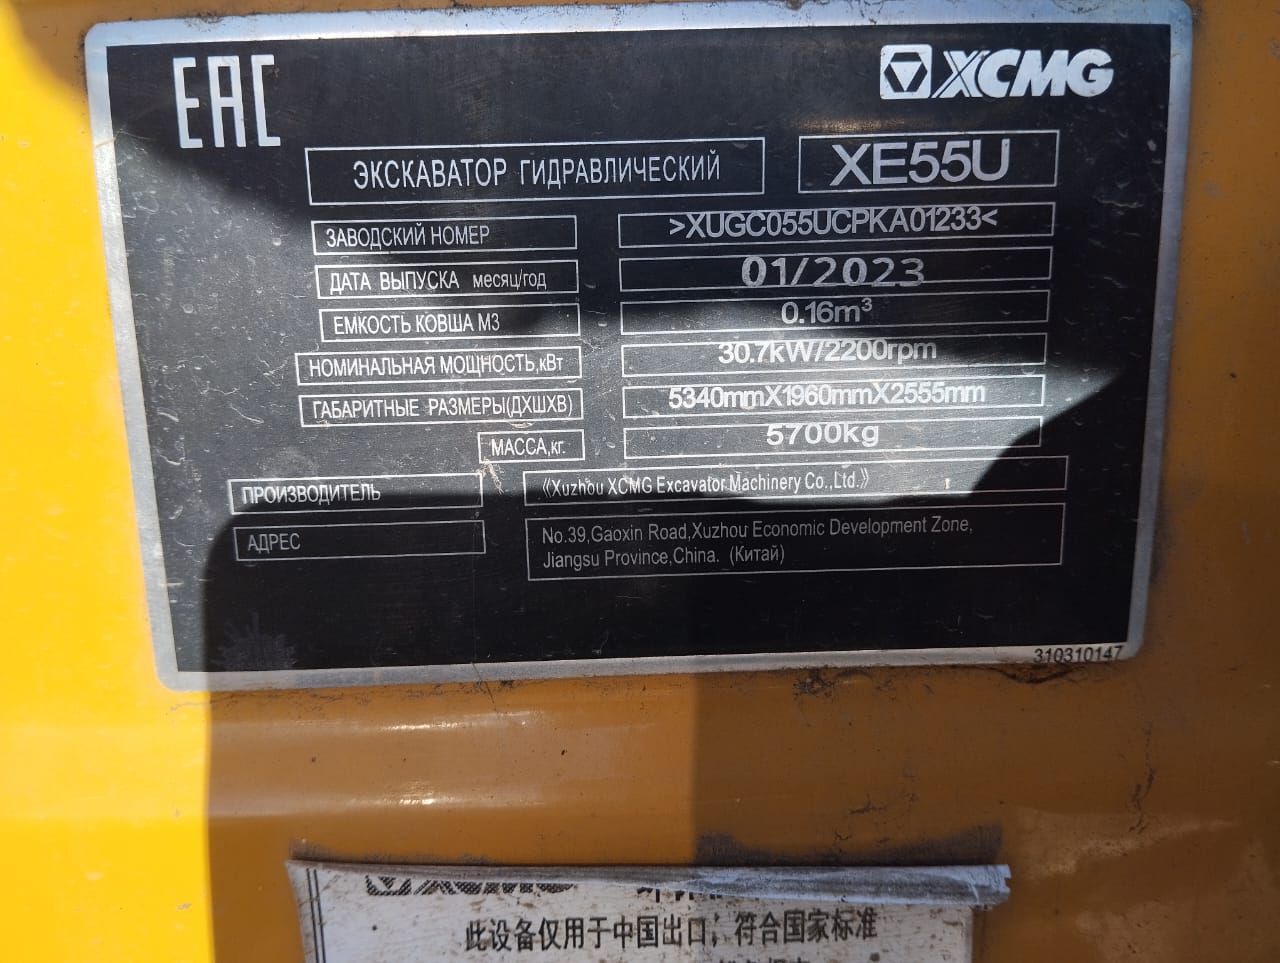 EAC
XCMG
ЭКСКАВАТОР ГИДРАВЛИЧЕСКИЙ XE55U
ЗАВОДСКИЙ НОМЕР >XUGC055UCPKA01233<
ДАТА ВЫПУСКА месяц/год 01/2023
ЕМКОСТЬ КОВША М3 0.16m³
НОМИНАЛЬНАЯ МОЩНОСТЬ,кВт 30.7kW/2200rpm
ГАБАРИТНЫЕ РАЗМЕРЫ(ДХШХВ) 5340mmX1960mmX2555mm
МАССА,кг. 5700kg
ПРОИЗВОДИТЕЛЬ 《Xuzhou XCMG Excavator Machinery Co.,Ltd.》
АДРЕС No.39,Gaoxin Road,Xuzhou Economic Development Zone,
Jiangsu Province,China. (Китай)
310310147
XCMG
此设备仅用于中国出口；符合国家标准